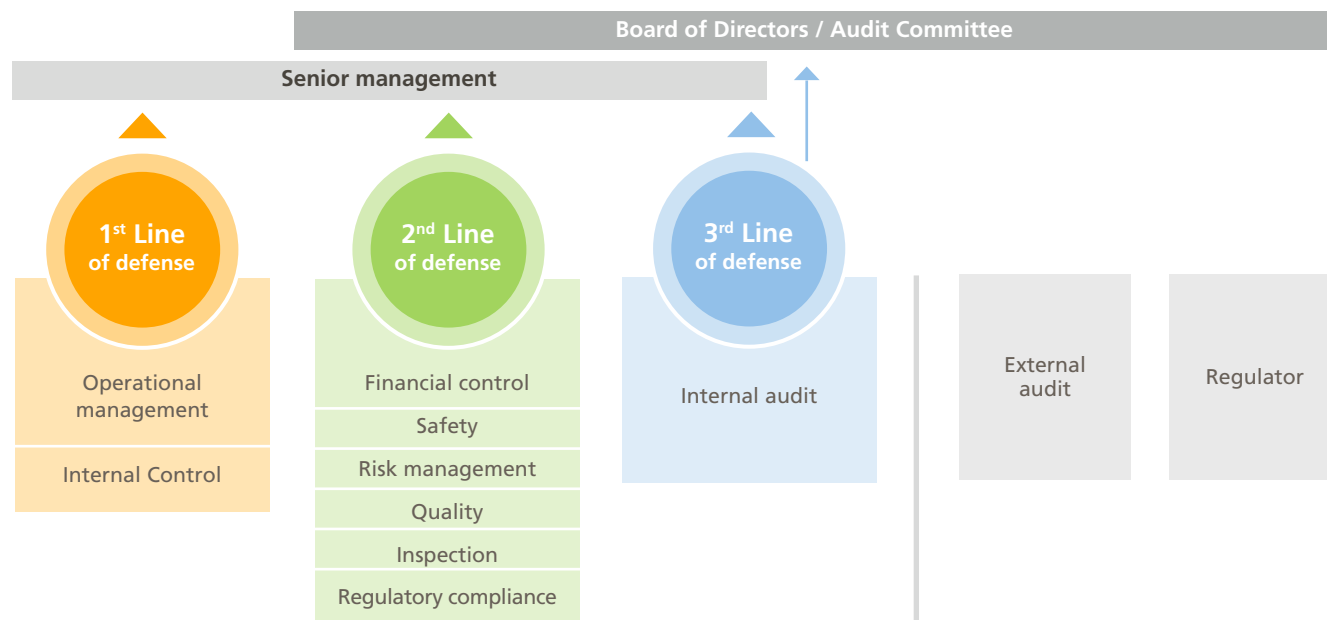 Board of Directors / Audit Committee
Senior management
1st Line
of defense
2nd Line
of defense
3rd Line
of defense
Operational
management
Internal Control
Financial control
Safety
Risk management
Quality
Inspection
Regulatory compliance
Internal audit
External
audit
Regulator